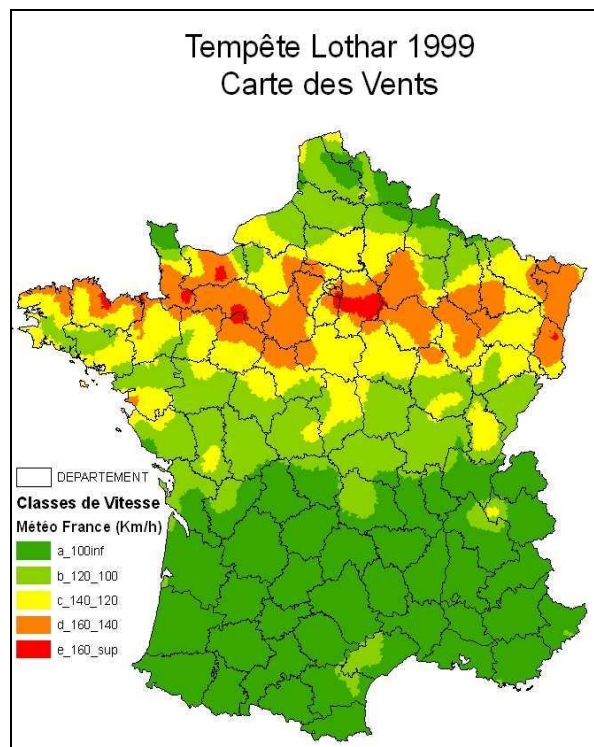 Tempête Lothar 1999
Carte des Vents
DEPARTEMENT
Classes de Vitesse
Météo France (Km/h)
a_100inf
b_120_100
c_140_120
d_160_140
e_160_sup